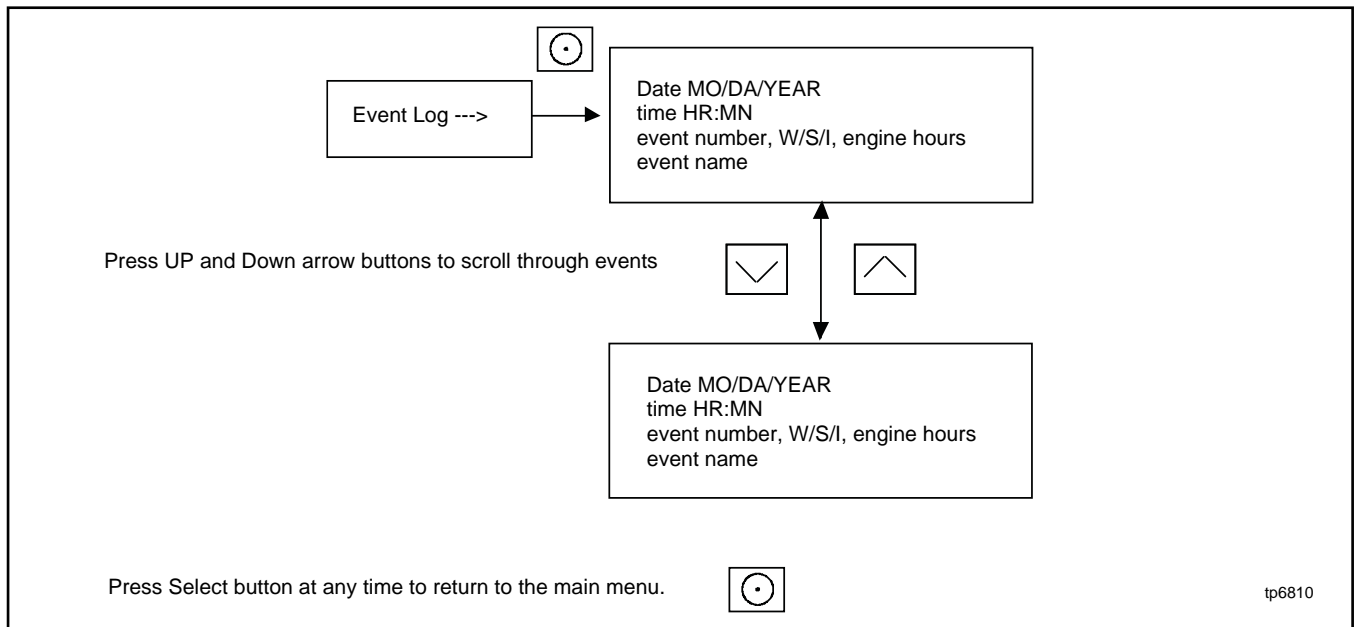 Event Log --->
Date MO/DA/YEAR
time HR:MN
event number, W/S/I, engine hours
event name
Press UP and Down arrow buttons to scroll through events
Date MO/DA/YEAR
time HR:MN
event number, W/S/I, engine hours
event name
Press Select button at any time to return to the main menu.
tp6810